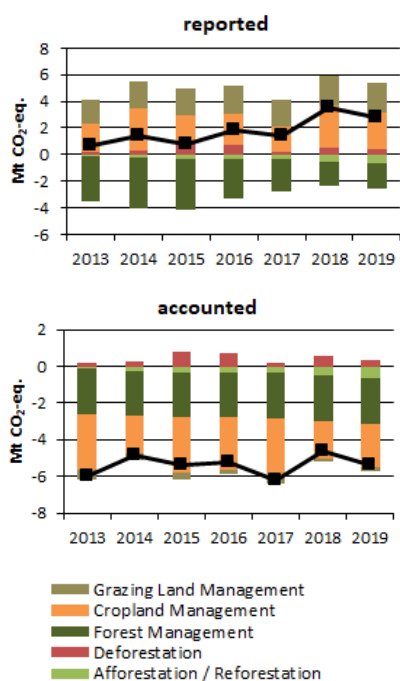 reported
Mt CO₂-eq.
8
6
4
2
0
-2
-4
-6
2013 2014 2015 2016 2017 2018 2019
accounted
Mt CO₂-eq.
2
0
-2
-4
-6
-8
2013 2014 2015 2016 2017 2018 2019
Grazing Land Management
Cropland Management
Forest Management
Deforestation
Afforestation / Reforestation